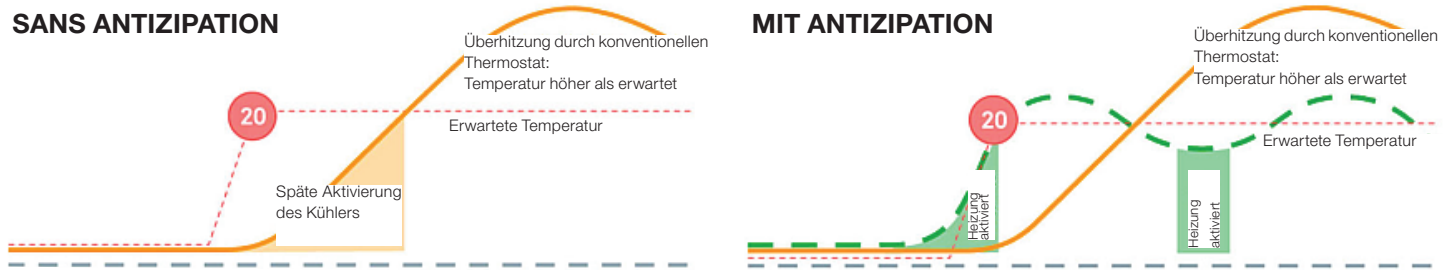 SANS ANTIZIPATION
Überhitzung durch konventionellen
Thermostat:
Temperatur höher als erwartet
20
Erwartete Temperatur
Späte Aktivierung
des Kühlers
MIT ANTIZIPATION
Überhitzung durch konventionellen
Thermostat:
Temperatur höher als erwartet
20
Erwartete Temperatur
Heizung
aktiviert
Heizung
aktiviert